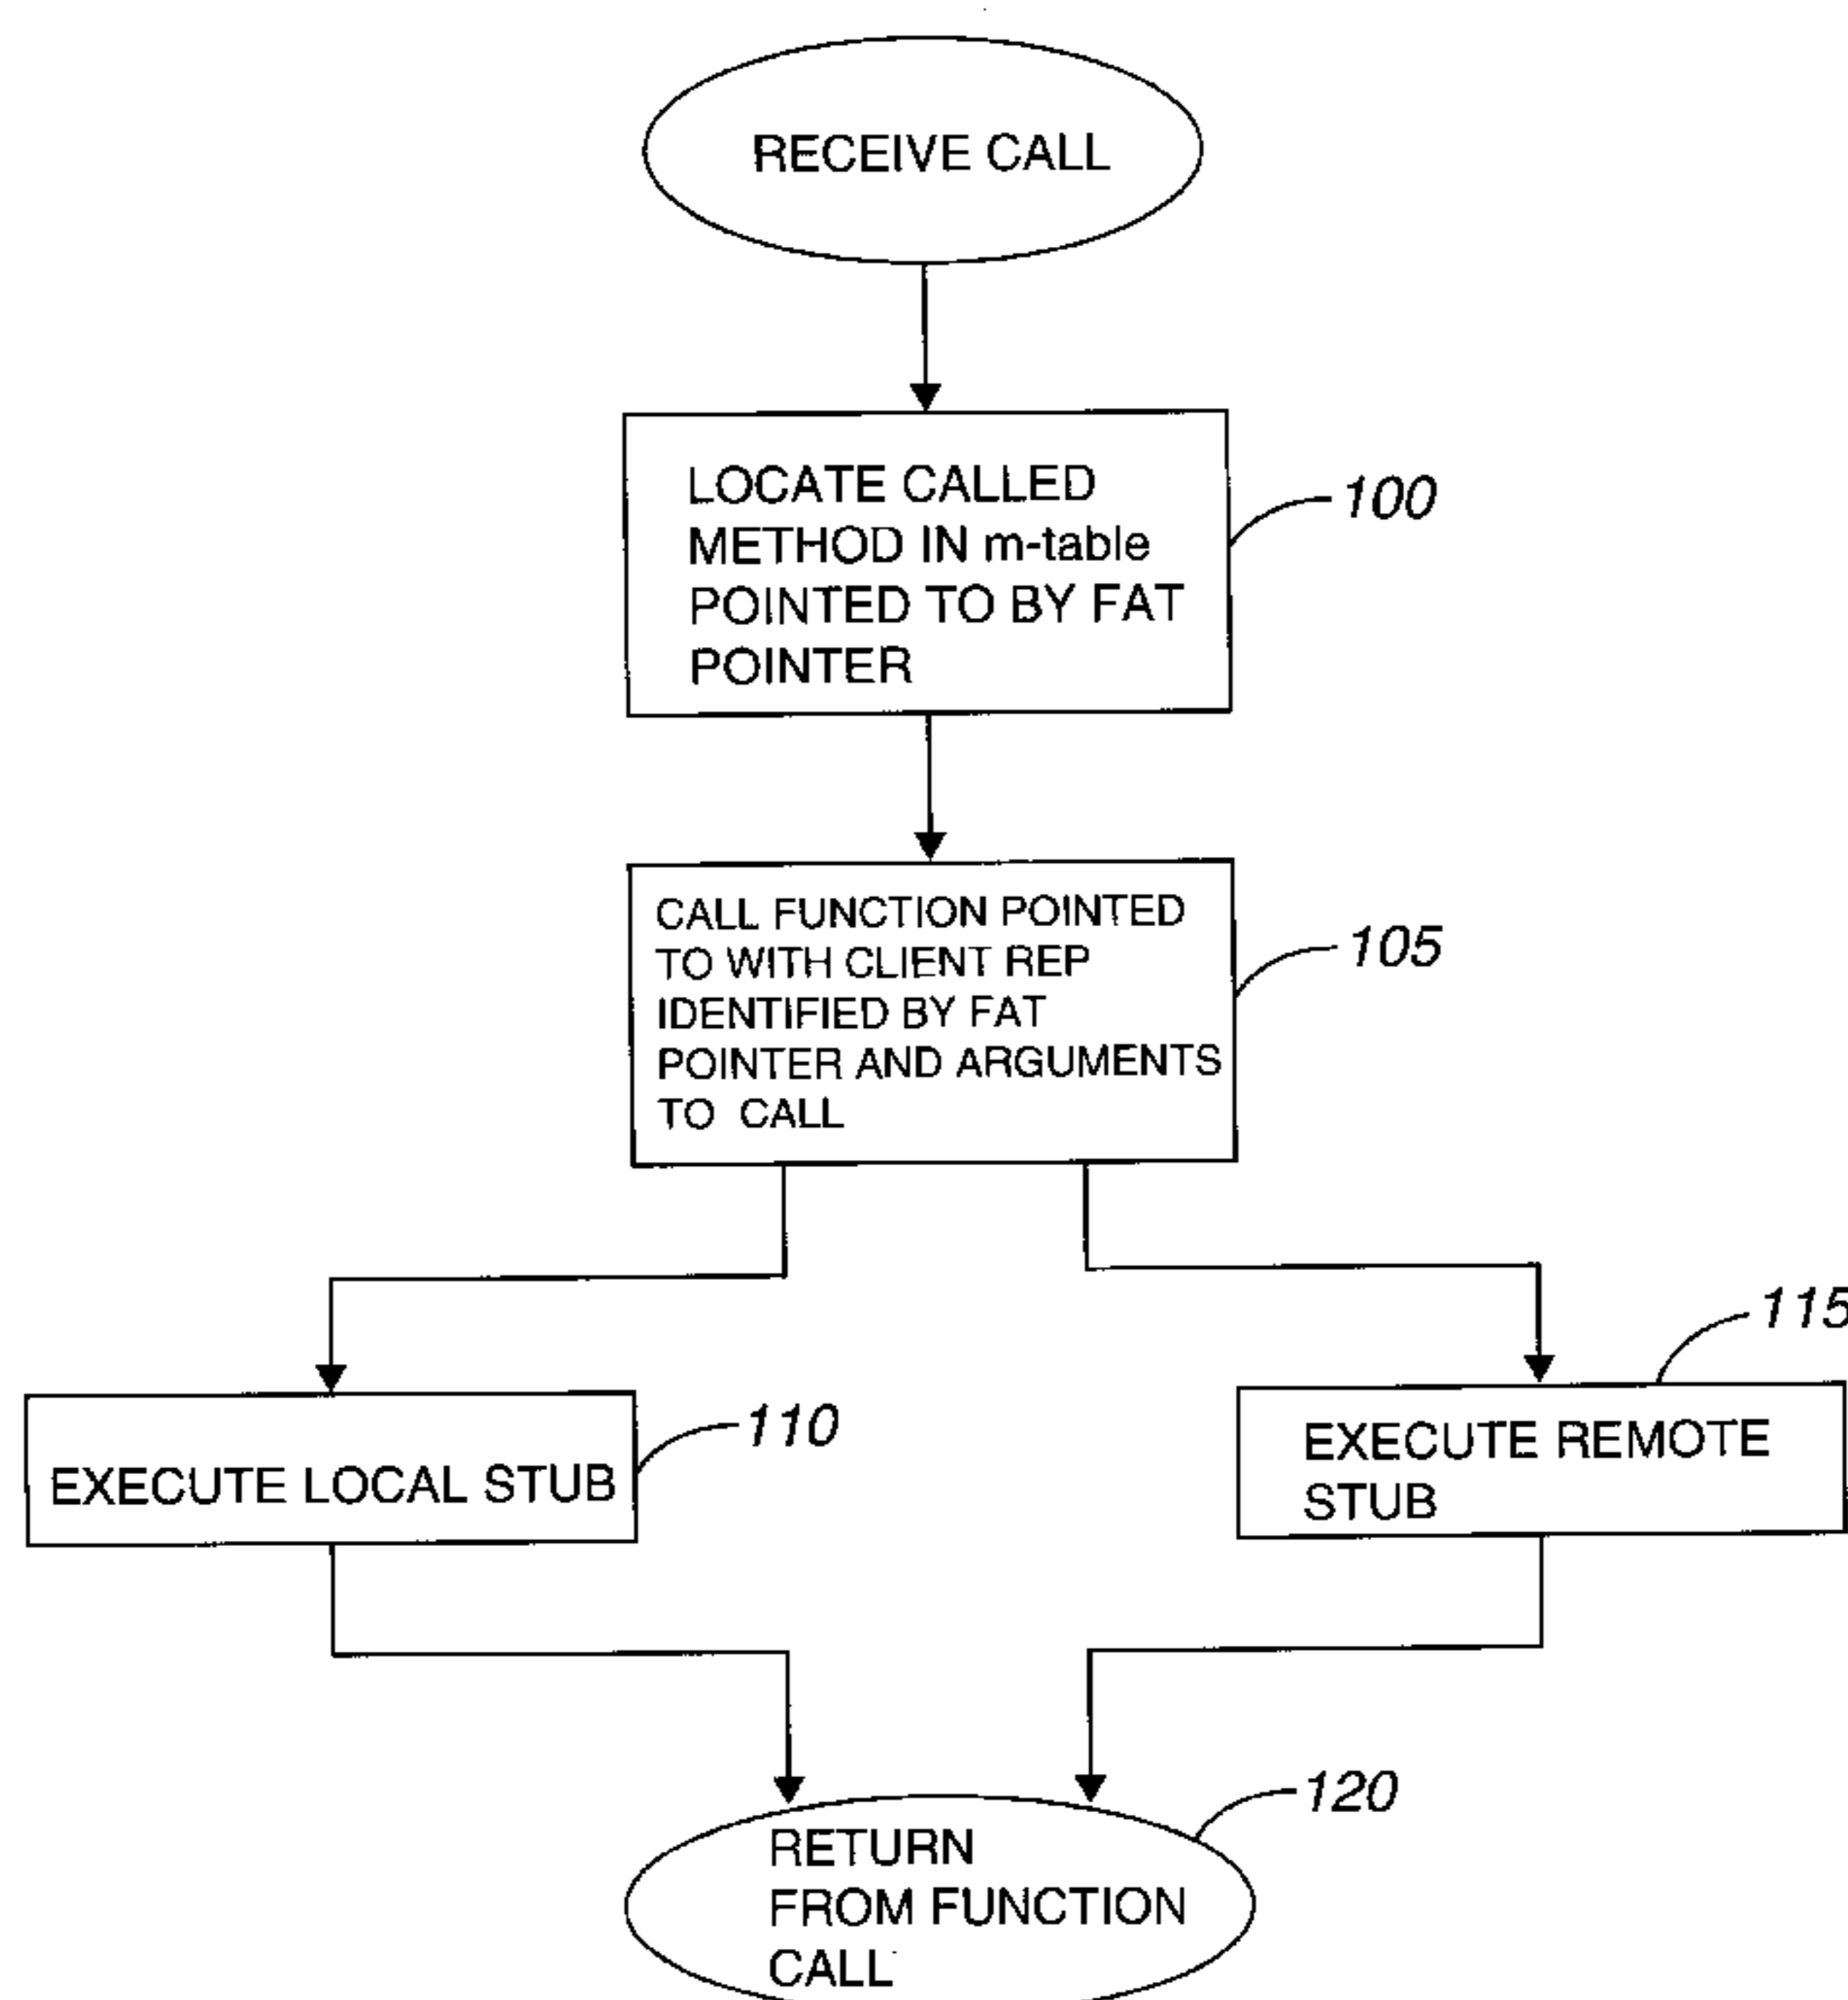 RECEIVE CALL
LOCATE CALLED
METHOD IN m-table
POINTED TO BY FAT
POINTER
100
CALL FUNCTION POINTED
TO WITH CLIENT REP
IDENTIFIED BY FAT
POINTER AND ARGUMENTS
TO CALL
105
EXECUTE LOCAL STUB
110
EXECUTE REMOTE
STUB
115
RETURN
FROM FUNCTION
CALL
120